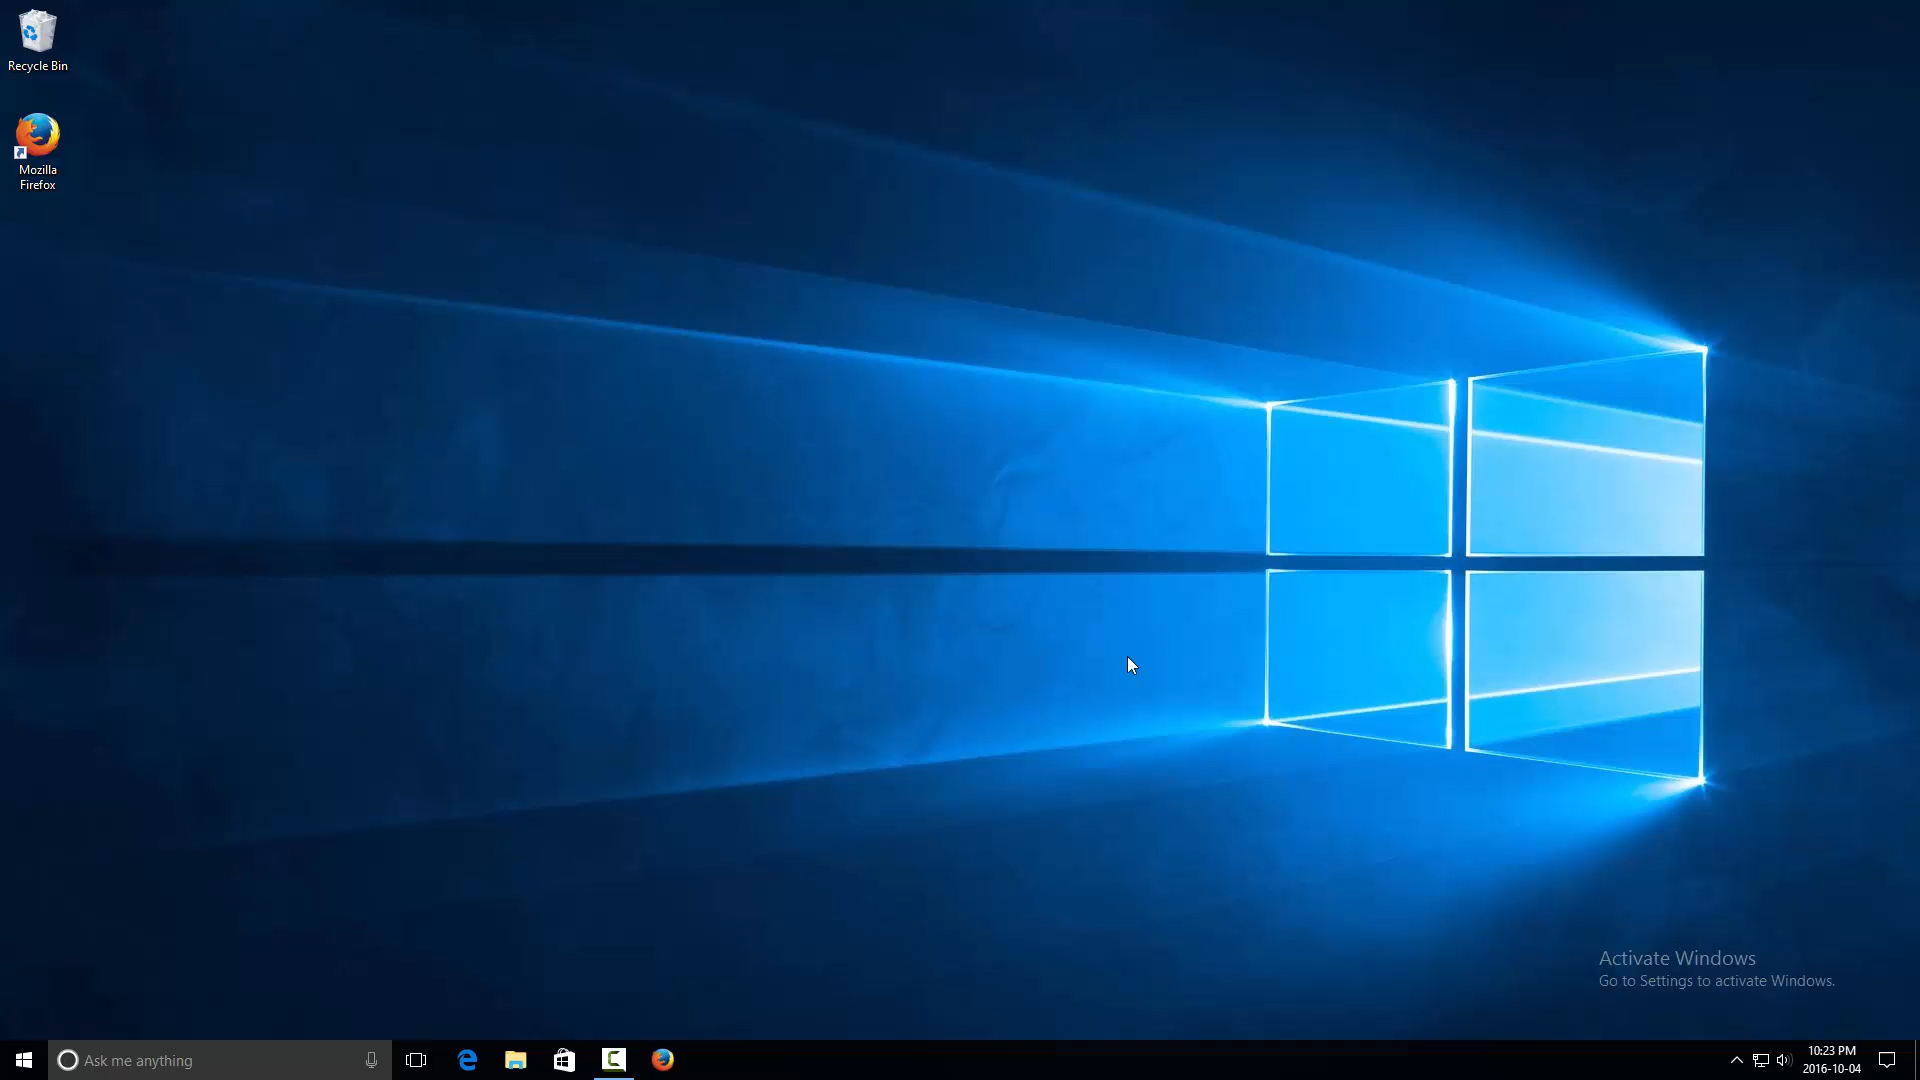 Recycle Bin
Mozilla
Firefox
Activate Windows
Go to Settings to activate Windows.
Ask me anything
10:23 PM
2016-10-04